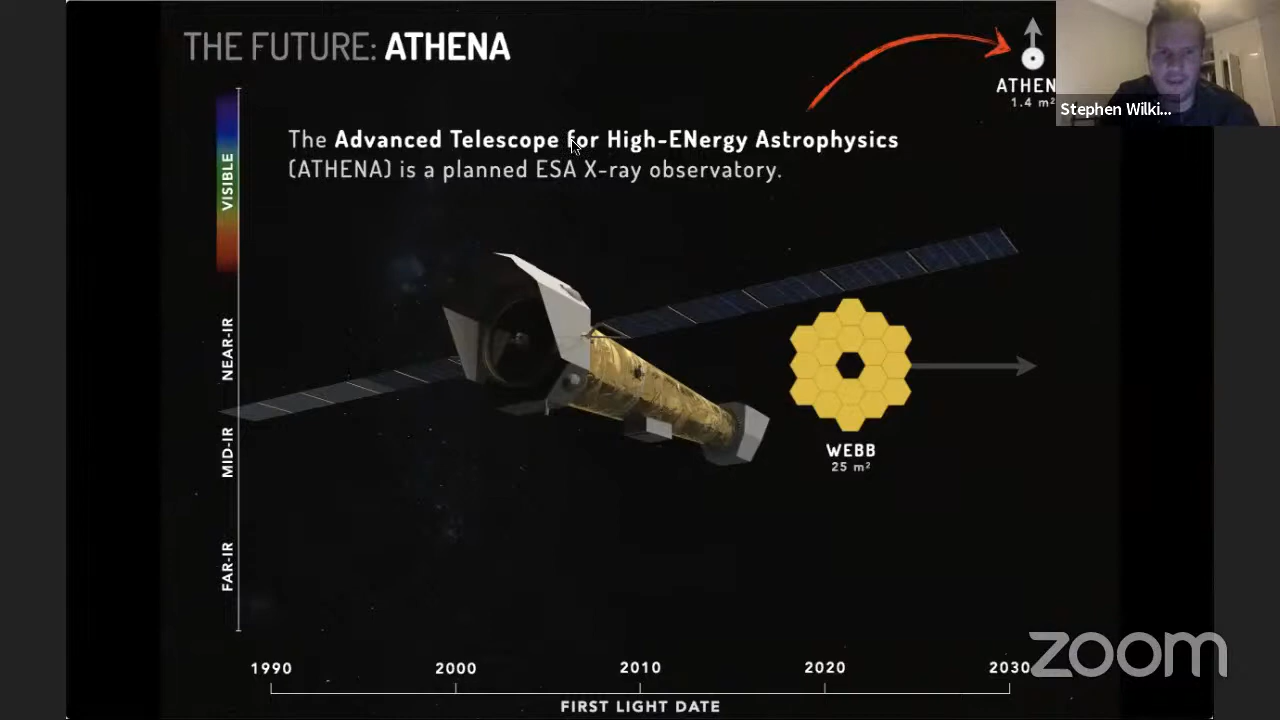 THE FUTURE: ATHENA
ATHEN
1.4 m²
Stephen Wilki...
The Advanced Telescope for High-ENergy Astrophysics
(ATHENA) is a planned ESA X-ray observatory.
VISIBLE
NEAR-IR
MID-IR
FAR-IR
WEBB
25 m²
1990 2000 2010 2020 2030
FIRST LIGHT DATE
zoom